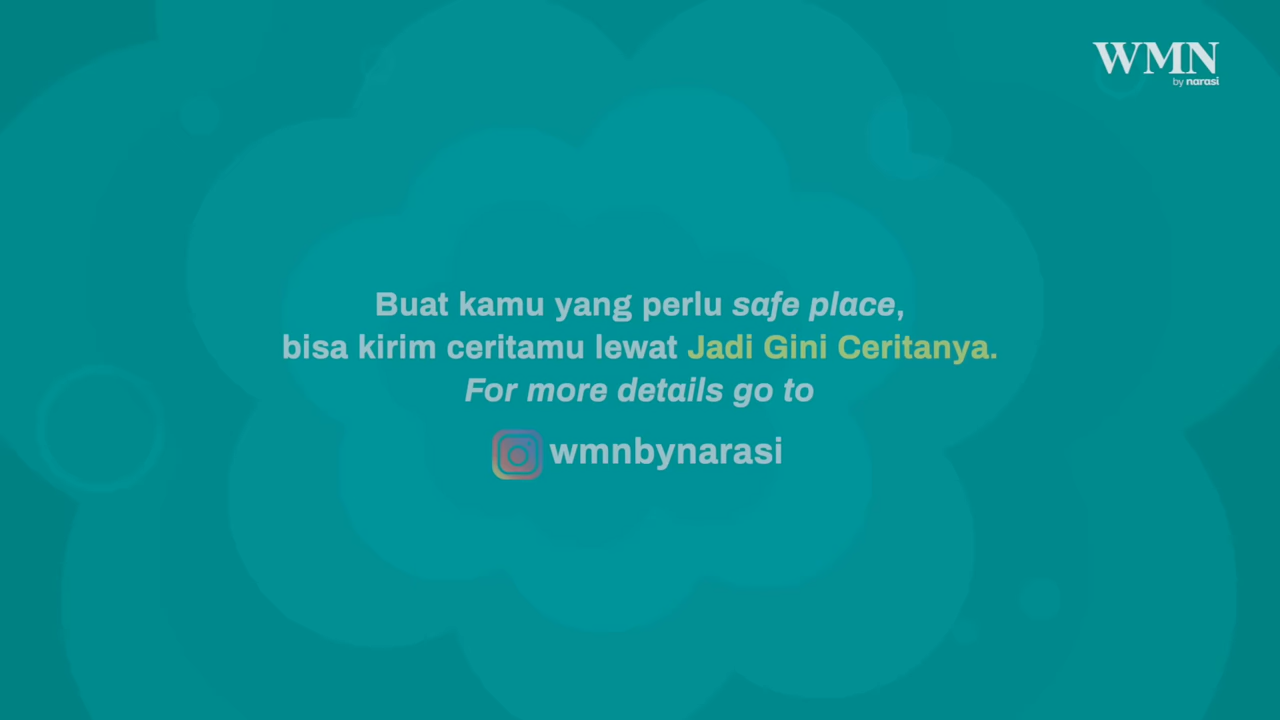 WMN
by narasi
Buat kamu yang perlu safe place,
bisa kirim ceritamu lewat Jadi Gini Ceritanya.
For more details go to
wmnbynarasi